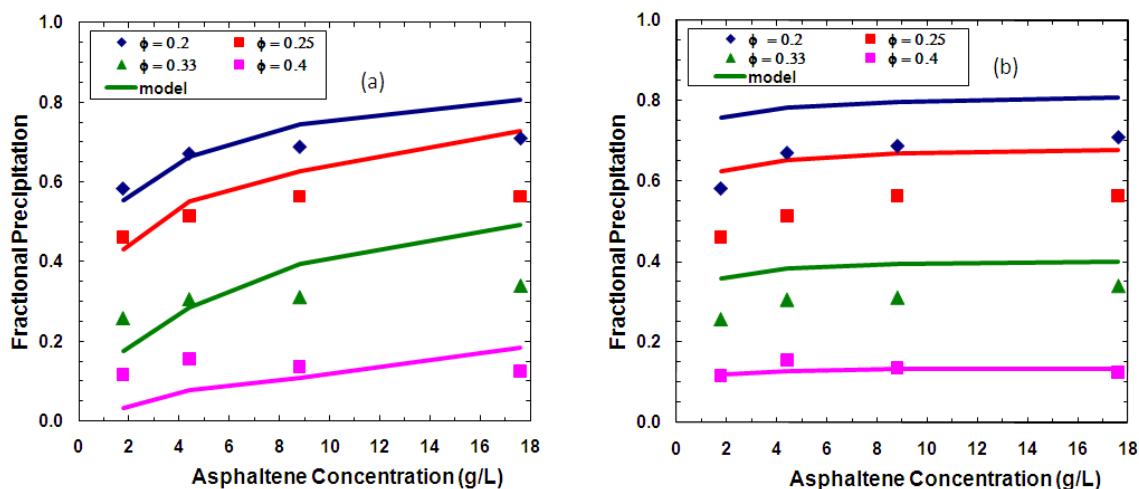 1.0
0.8
0.6
0.4
0.2
0.0
Fractional Precipitation
ϕ = 0.2
ϕ = 0.25
ϕ = 0.33
ϕ = 0.4
model
(a)
0 2 4 6 8 10 12 14 16 18
Asphaltene Concentration (g/L)
1.0
0.8
0.6
0.4
0.2
0.0
Fractional Precipitation
ϕ = 0.2
ϕ = 0.25
ϕ = 0.33
ϕ = 0.4
model
(b)
0 2 4 6 8 10 12 14 16 18
Asphaltene Concentration (g/L)